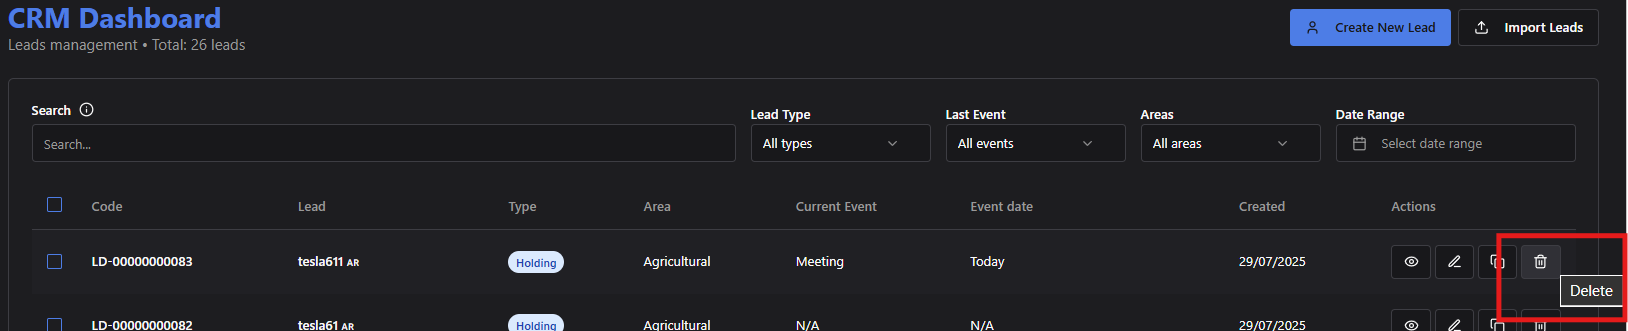 CRM Dashboard
Leads management • Total: 26 leads
Create New Lead
Import Leads
Search
Lead Type
Last Event
Areas
Date Range
Search...
All types
All events
All areas
Select date range
Code Lead Type Area Current Event Event date Created Actions
LD-00000000083 tesla611 AR Holding Agricultural Meeting Today 29/07/2025
Delete
LD-00000000082 tesla61 AR Holding Agricultural N/A N/A 29/07/2025